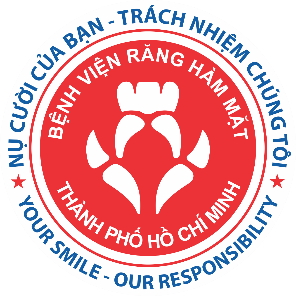 NỤ CƯỜI CỦA BẠN - TRÁCH NHIỆM CHÚNG TÔI
BỆNH VIỆN RĂNG HÀM MẶT
THÀNH PHỐ HỒ CHÍ MINH
YOUR SMILE - OUR RESPONSIBILITY